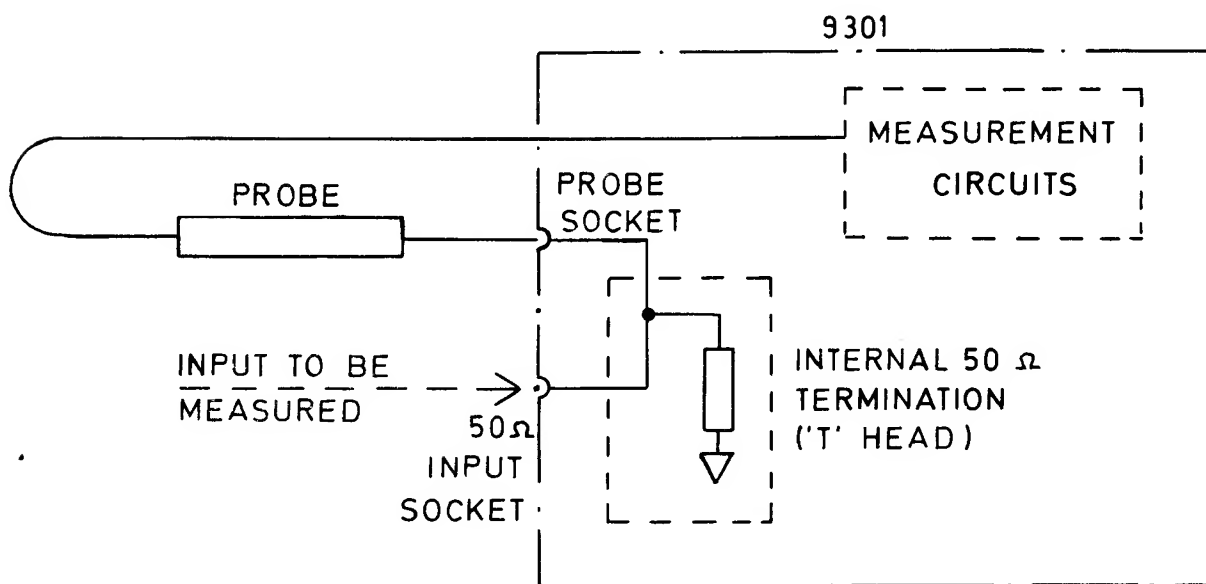 9301
MEASUREMENT
CIRCUITS
PROBE
PROBE
SOCKET
INPUT TO BE
MEASURED
50Ω
INPUT
SOCKET
INTERNAL 50 Ω
TERMINATION
('T' HEAD)